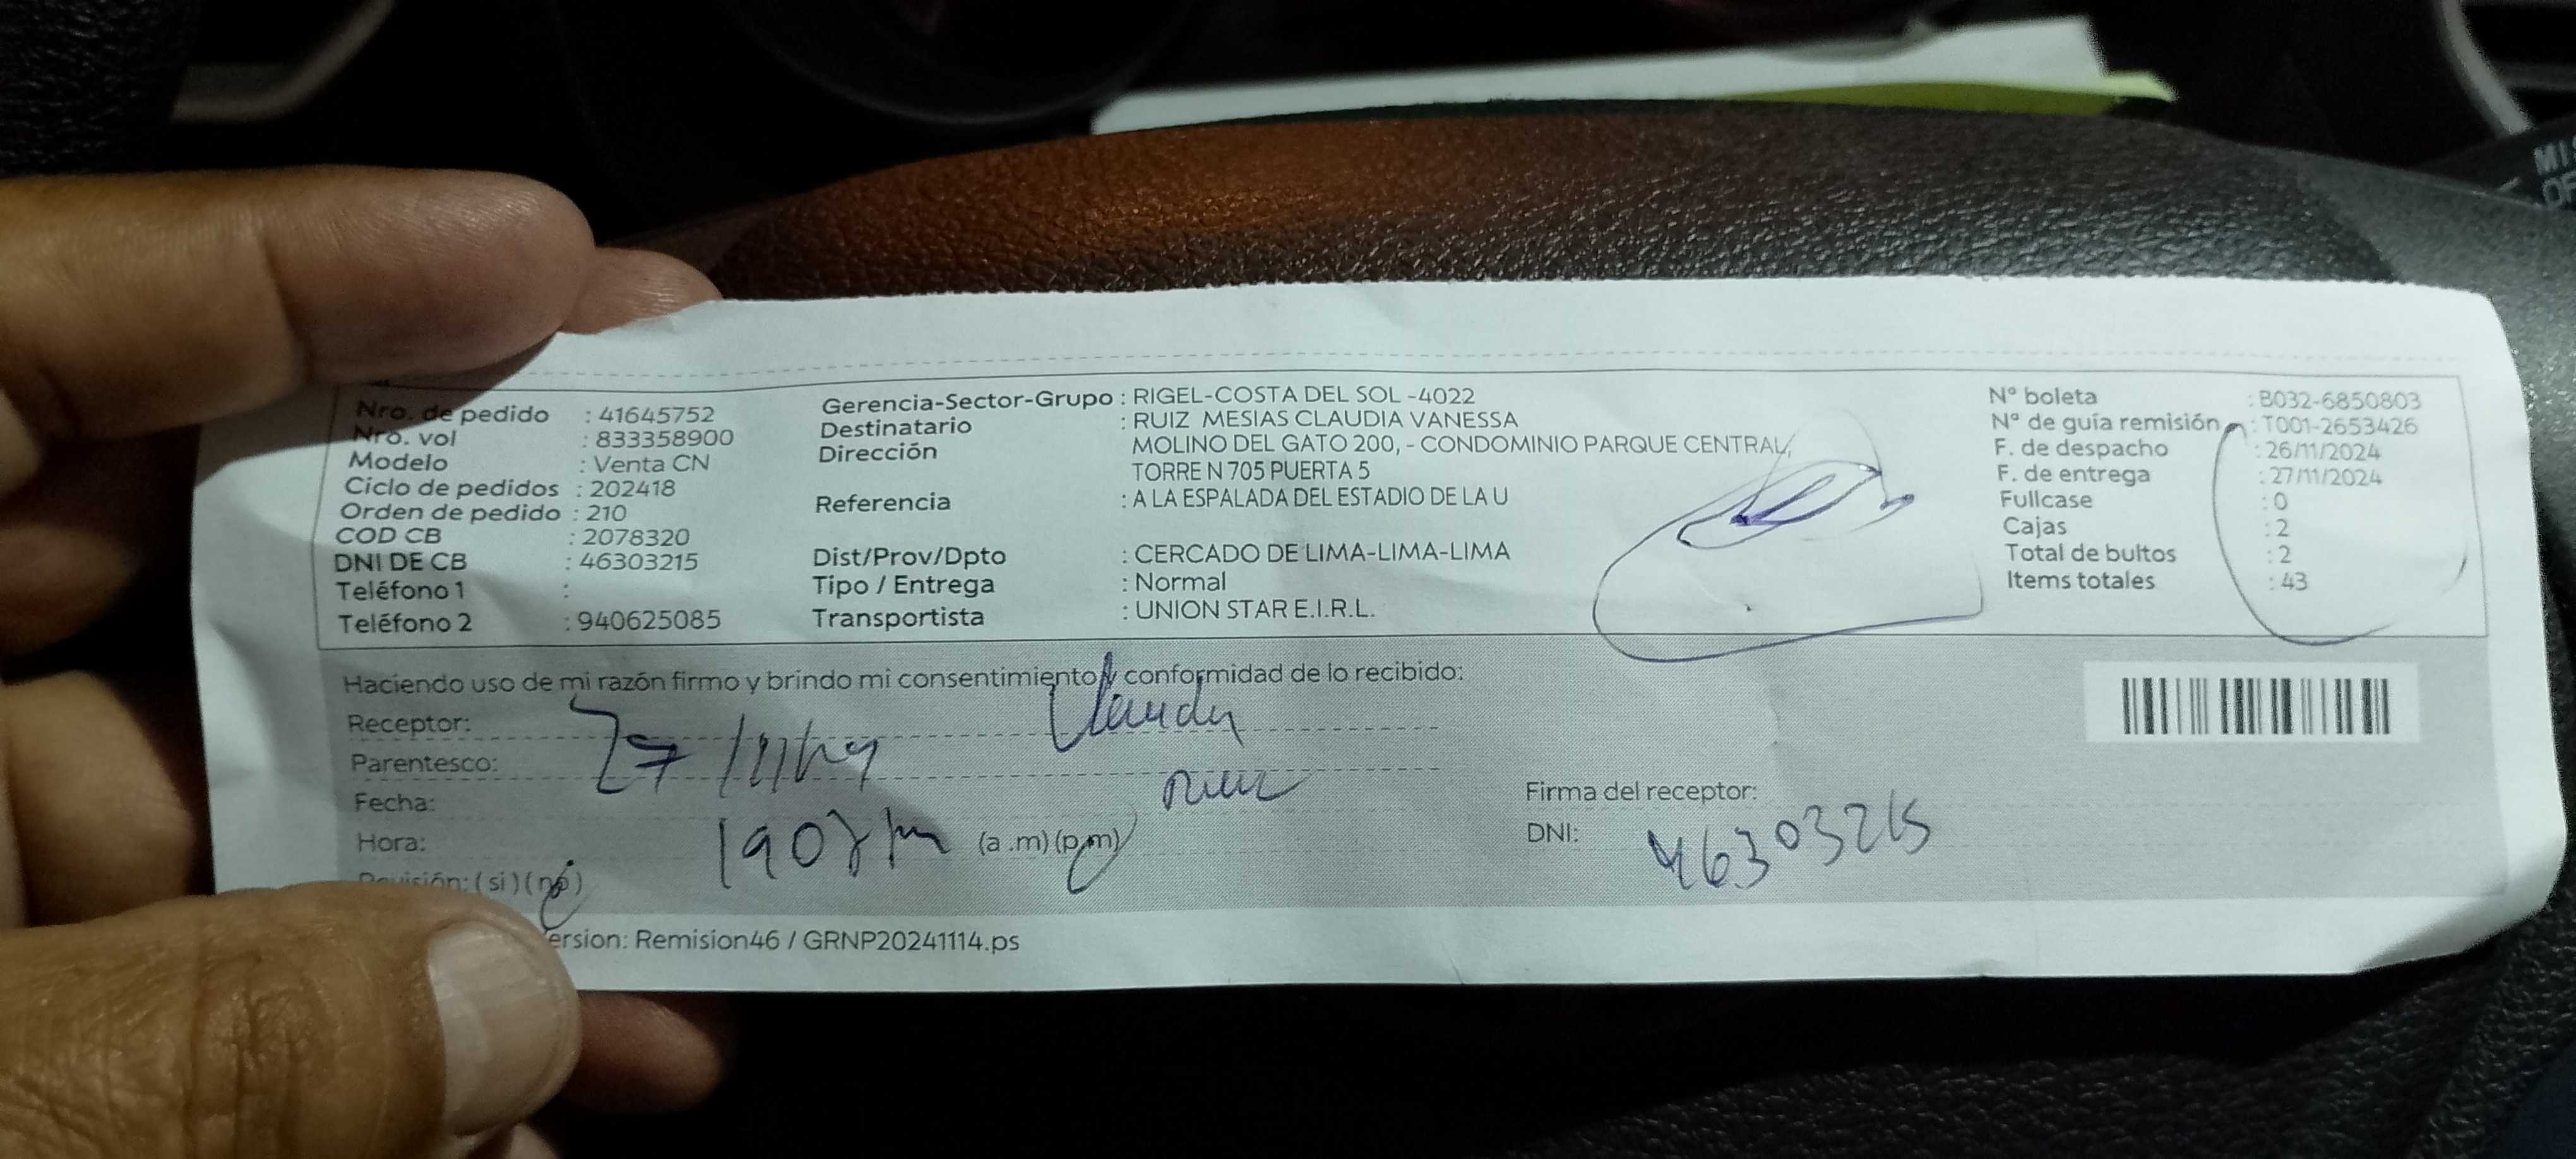 Nro. de pedido : 41645752
Nro. vol : 833358900
Modelo : Venta CN
Ciclo de pedidos : 202418
Orden de pedido : 210
COD CB : 2078320
DNI DE CB : 46303215
Teléfono 1 :
Teléfono 2 : 940625085
Gerencia-Sector-Grupo : RIGEL-COSTA DEL SOL -4022
Destinatario : RUIZ MESIAS CLAUDIA VANESSA
Dirección MOLINO DEL GATO 200, - CONDOMINIO PARQUE CENTRAL,
TORRE N 705 PUERTA 5
Referencia : A LA ESPALADA DEL ESTADIO DE LA U
Dist/Prov/Dpto : CERCADO DE LIMA-LIMA-LIMA
Tipo / Entrega : Normal
Transportista : UNION STAR E.I.R.L.
N° boleta : B032-6850803
N° de guía remisión : T001-2653426
F. de despacho : 26/11/2024
F. de entrega : 27/11/2024
Fullcase : 0
Cajas : 2
Total de bultos : 2
Items totales : 43
Haciendo uso de mi razón firmo y brindo mi consentimiento y conformidad de lo recibido:
Receptor: Claudia
Parentesco: Ruiz
Fecha: 27/11/24
Hora: (a .m) (p.m)
Revisión: ( si ) ( no )
Firma del receptor:
DNI: 46303215
ersion: Remision46 / GRNP20241114.ps